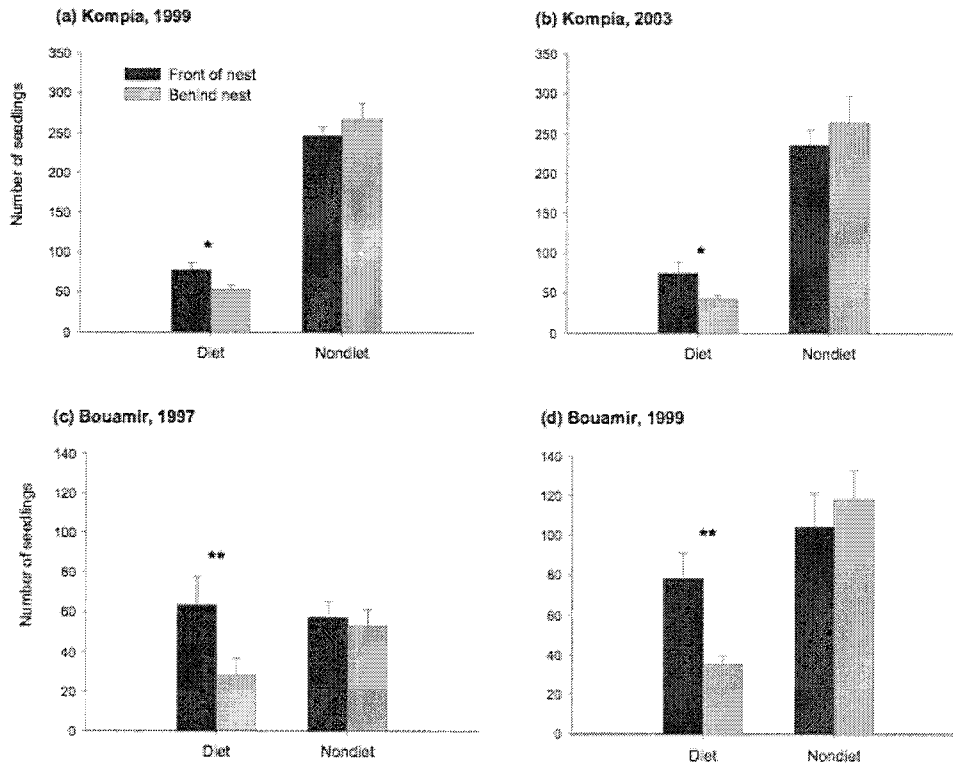 (a) Kompia, 1999
Number of seedlings
350
300
250
200
150
100
50
0
Front of nest
Behind nest
*
Diet
Nondiet
(b) Kompia, 2003
350
300
250
200
150
100
50
0
*
Diet
Nondiet
(c) Bouamir, 1997
Number of seedlings
140
120
100
80
60
40
20
0
**
Diet
Nondiet
(d) Bouamir, 1999
140
120
100
80
60
40
20
0
**
Diet
Nondiet